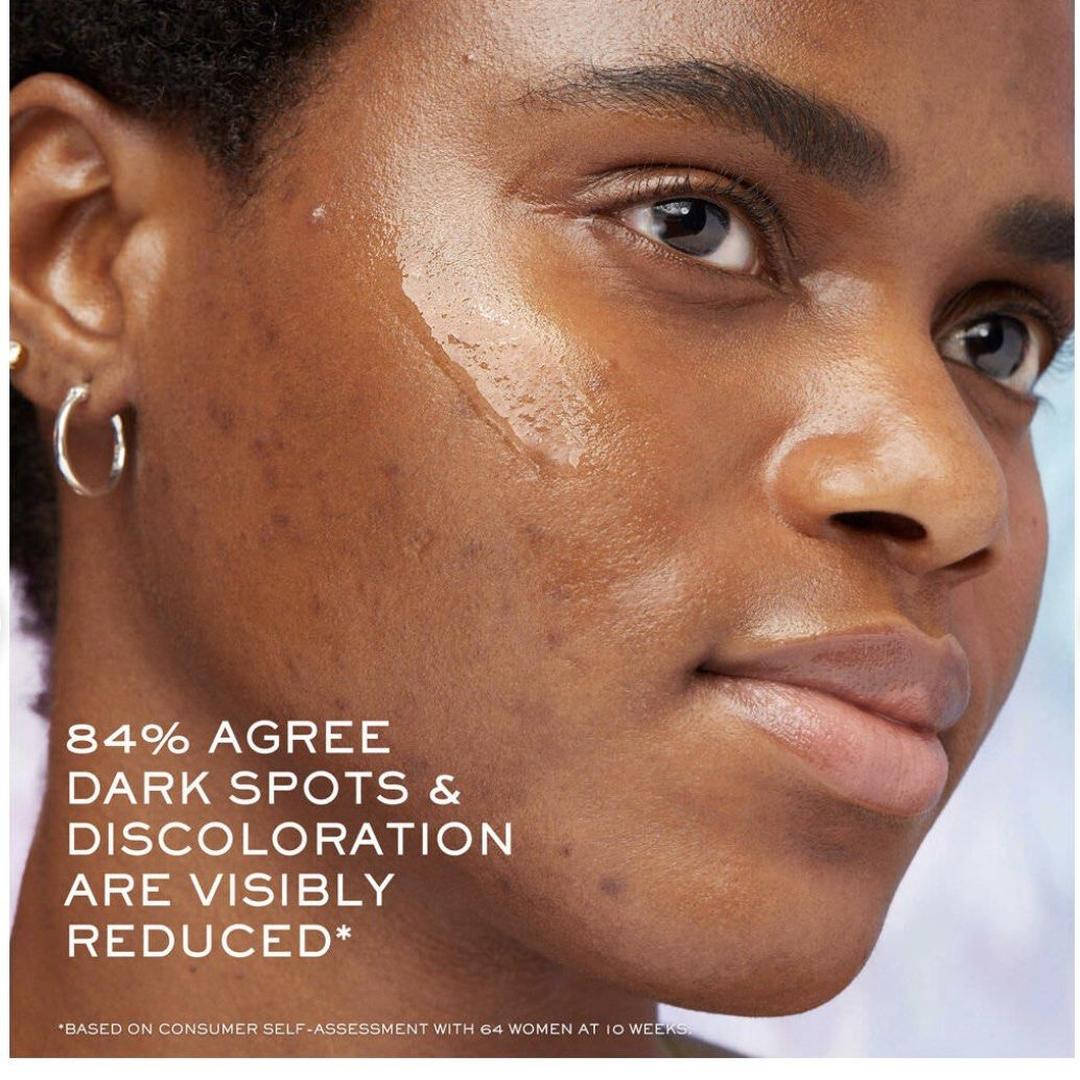 84% AGREE
DARK SPOTS &
DISCOLORATION
ARE VISIBLY
REDUCED*
*BASED ON CONSUMER SELF-ASSESSMENT WITH 64 WOMEN AT 10 WEEKS.